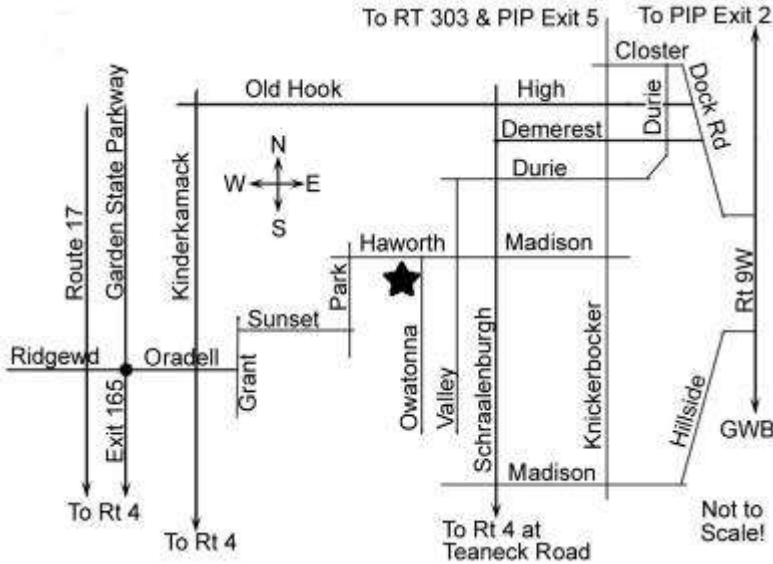 To RT 303 & PIP Exit 5
To PIP Exit 2
Closter
Dock Rd
Durie
Old Hook
High
Demerest
Durie
Route 17
Garden State Parkway
Kinderkamack
N
W
E
S
Haworth
Madison
Park
Sunset
Rt 9W
Ridgewd
Oradell
Grant
Exit 165
Owatonna
Valley
Schraalenburgh
Knickerbocker
Hillside
GWB
Madison
To Rt 4
To Rt 4
To Rt 4 at
Teaneck Road
Not to
Scale!